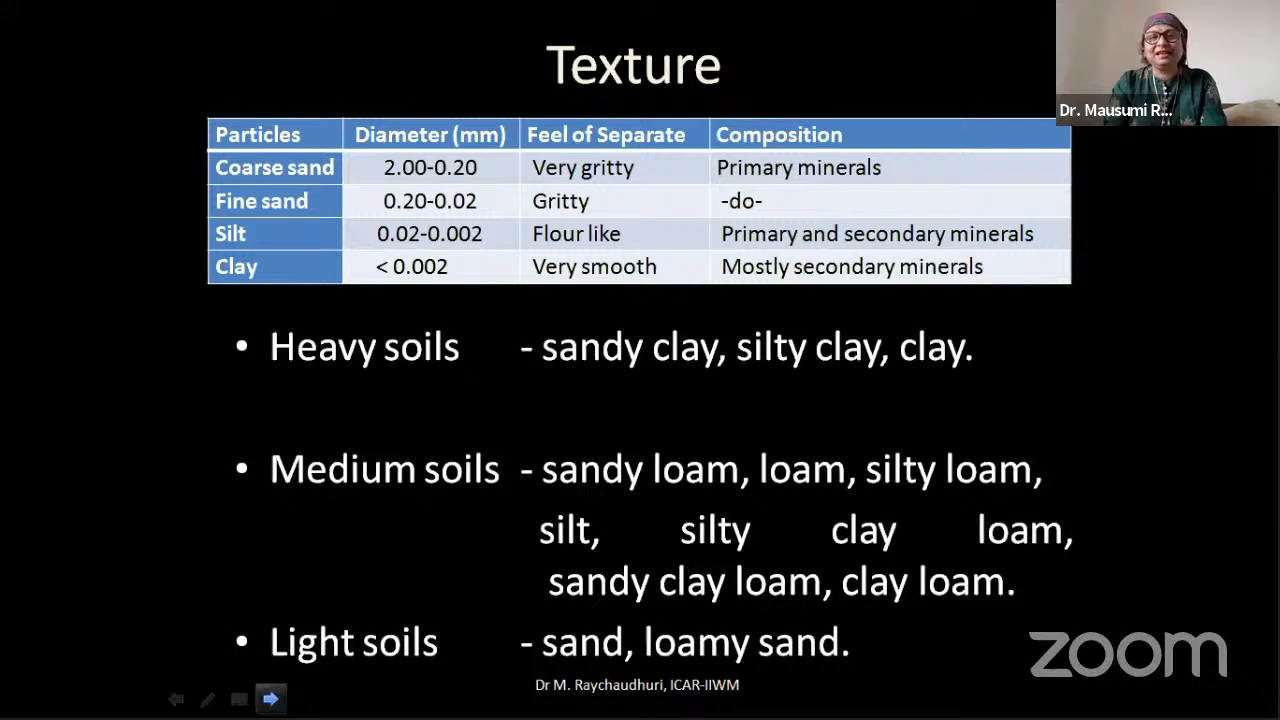 Texture
Dr. Mausumi R...
Particles Diameter (mm) Feel of Separate Composition
Coarse sand 2.00-0.20 Very gritty Primary minerals
Fine sand 0.20-0.02 Gritty -do-
Silt 0.02-0.002 Flour like Primary and secondary minerals
Clay < 0.002 Very smooth Mostly secondary minerals
• Heavy soils - sandy clay, silty clay, clay.
• Medium soils - sandy loam, loam, silty loam,
silt, silty clay loam,
sandy clay loam, clay loam.
• Light soils - sand, loamy sand.
zoom
Dr M. Raychaudhuri, ICAR-IIWM